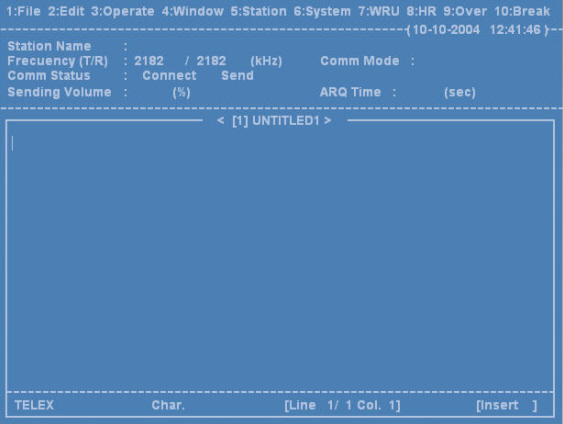 1:File 2:Edit 3:Operate 4:Window 5:Station 6:System 7:WRU 8:HR 9:Over 10:Break
(10-10-2004 12:41:46)
Station Name :
Frecuency (T/R) : 2182 / 2182 (kHz) Comm Mode :
Comm Status : Connect Send
Sending Volume : (%) ARQ Time : (sec)
< [1] UNTITLED1 >
TELEX Char. [Line 1/ 1 Col. 1] [Insert ]